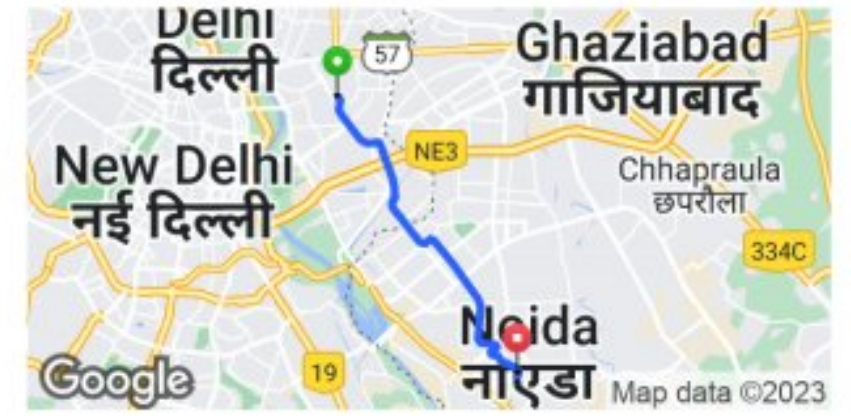 Delhi
दिल्ली
57
Ghaziabad
गाजियाबाद
NE3
New Delhi
नई दिल्ली
Chhapraula
छपरौला
334C
Noida
नोएडा
19
Google
Map data ©2023